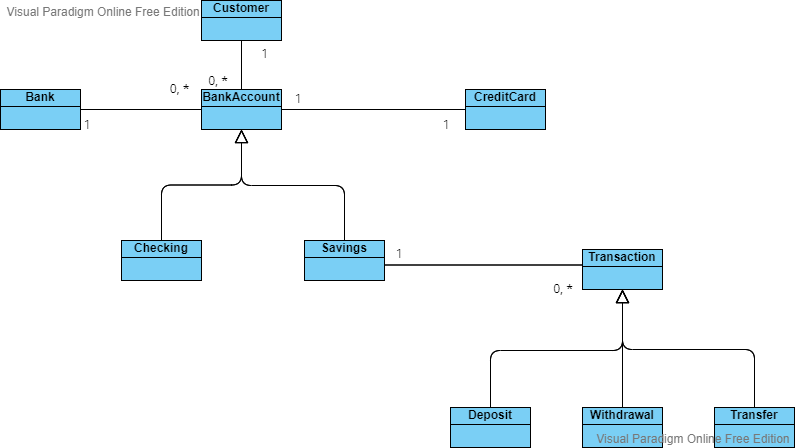 Visual Paradigm Online Free Edition
Customer
1
0, *
0, *
Bank
BankAccount
1
CreditCard
1
1
Checking
Savings
1
Transaction
0, *
Deposit
Withdrawal
Transfer
Visual Paradigm Online Free Edition